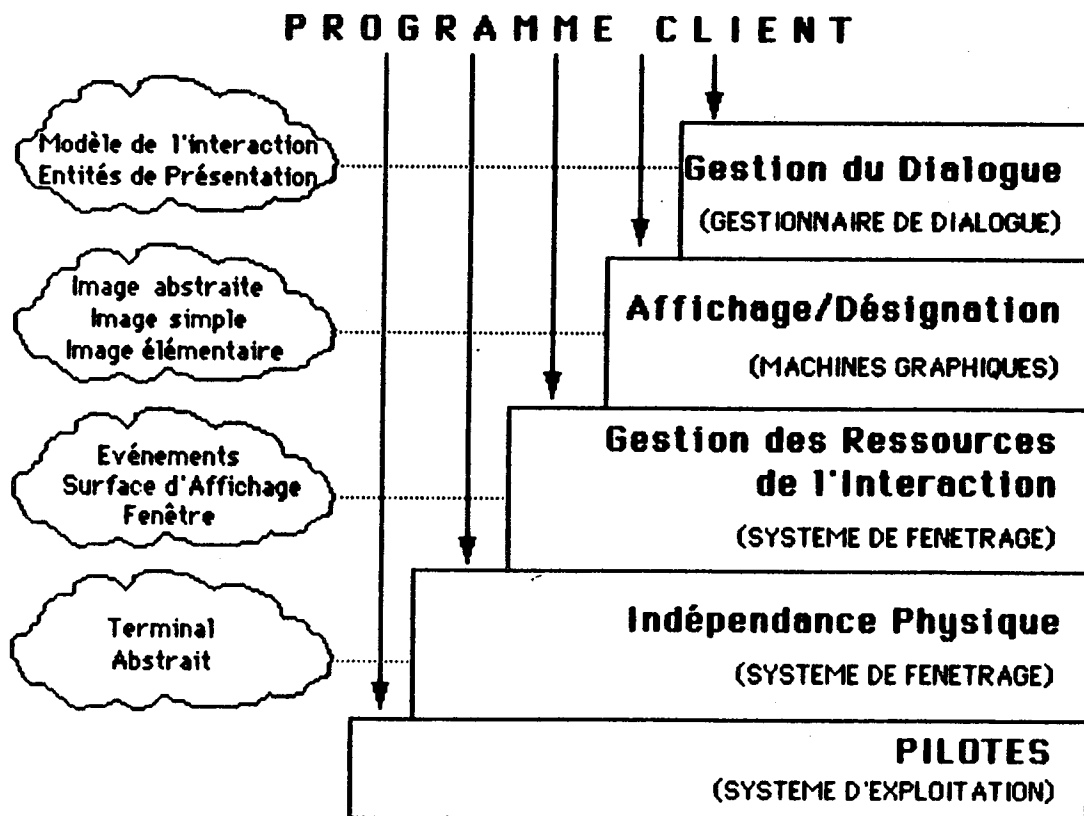 PROGRAMME CLIENT
Modèle de l'interaction
Entités de Présentation
Gestion du Dialogue
(GESTIONNAIRE DE DIALOGUE)
Image abstraite
Image simple
Image élémentaire
Affichage/Désignation
(MACHINES GRAPHIQUES)
Evénements
Surface d'Affichage
Fenêtre
Gestion des Ressources
de l'Interaction
(SYSTEME DE FENETRAGE)
Terminal
Abstrait
Indépendance Physique
(SYSTEME DE FENETRAGE)
PILOTES
(SYSTEME D'EXPLOITATION)